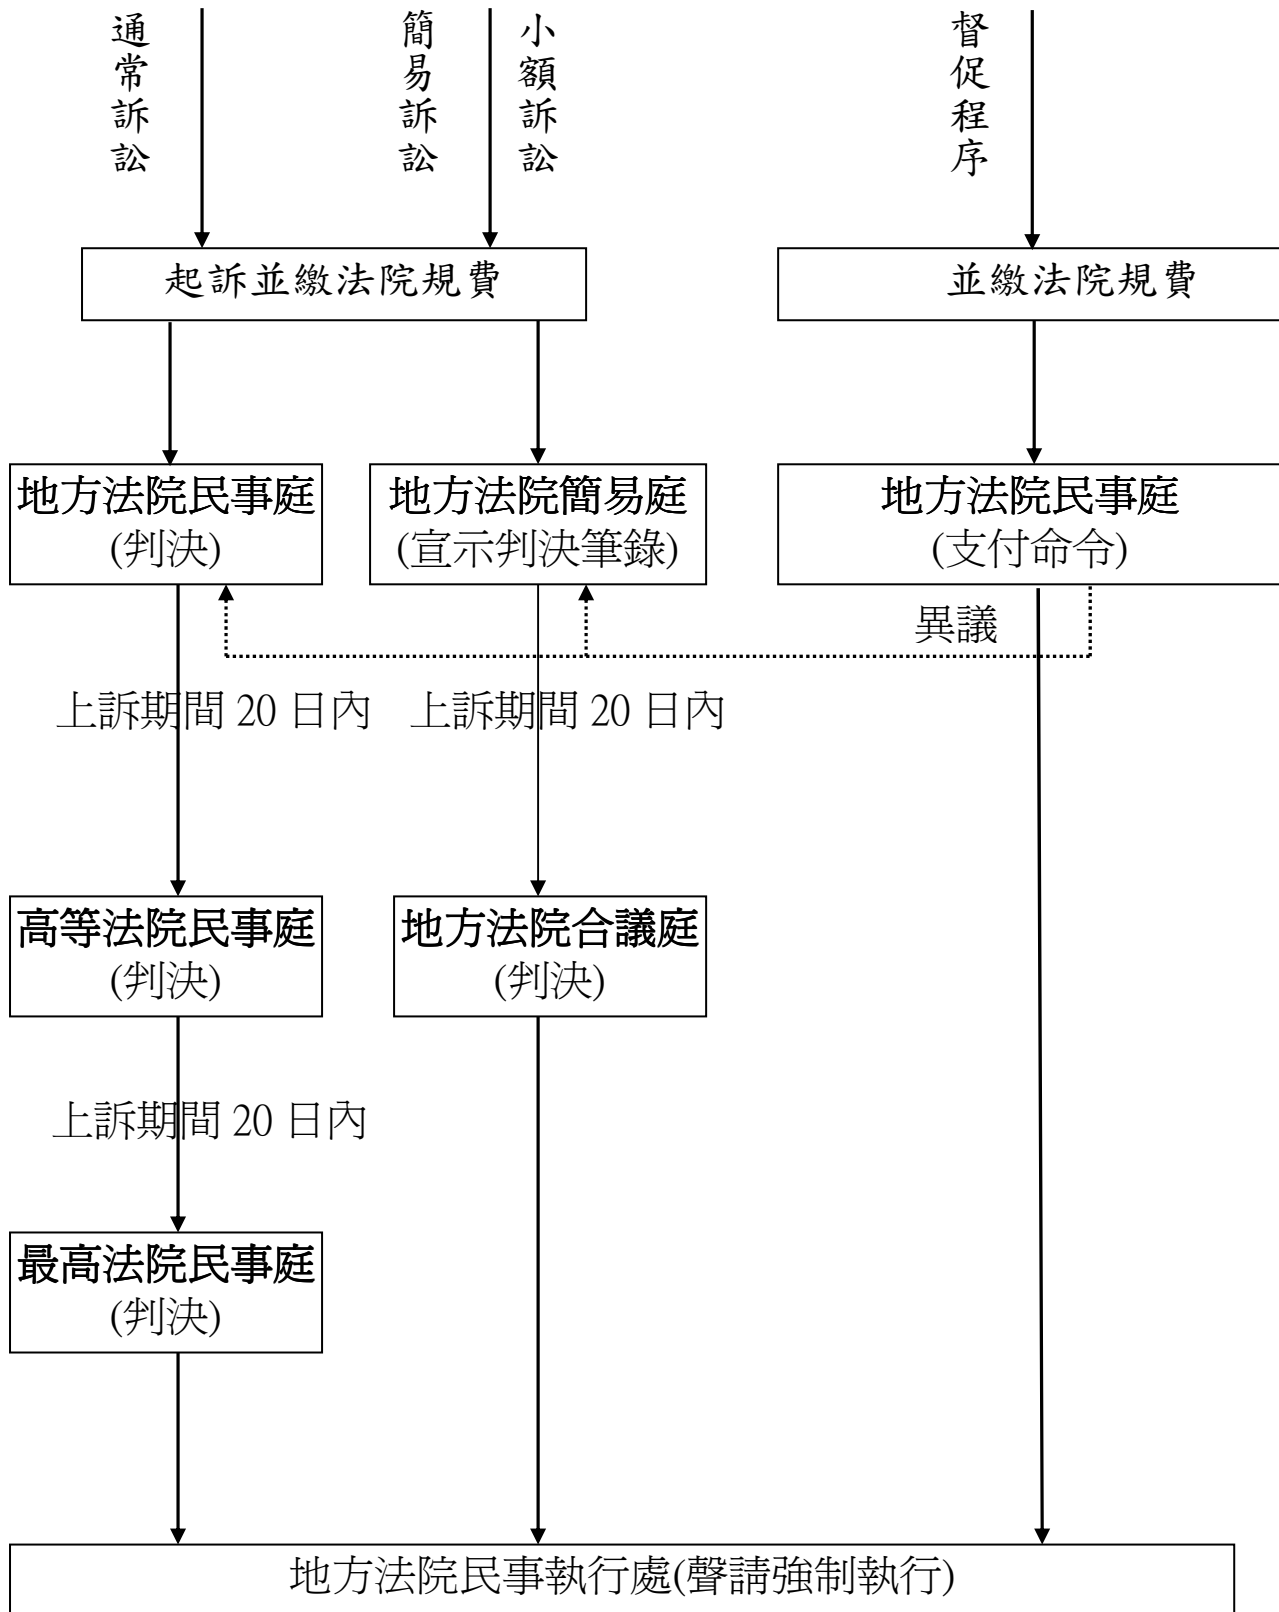 通常訴訟
簡易訴訟
小額訴訟
督促程序
起訴並繳法院規費
並繳法院規費
地方法院民事庭
(判決)
地方法院簡易庭
(宣示判決筆錄)
地方法院民事庭
(支付命令)
異議
上訴期間 20 日內
上訴期間 20 日內
高等法院民事庭
(判決)
地方法院合議庭
(判決)
上訴期間 20 日內
最高法院民事庭
(判決)
地方法院民事執行處(聲請強制執行)